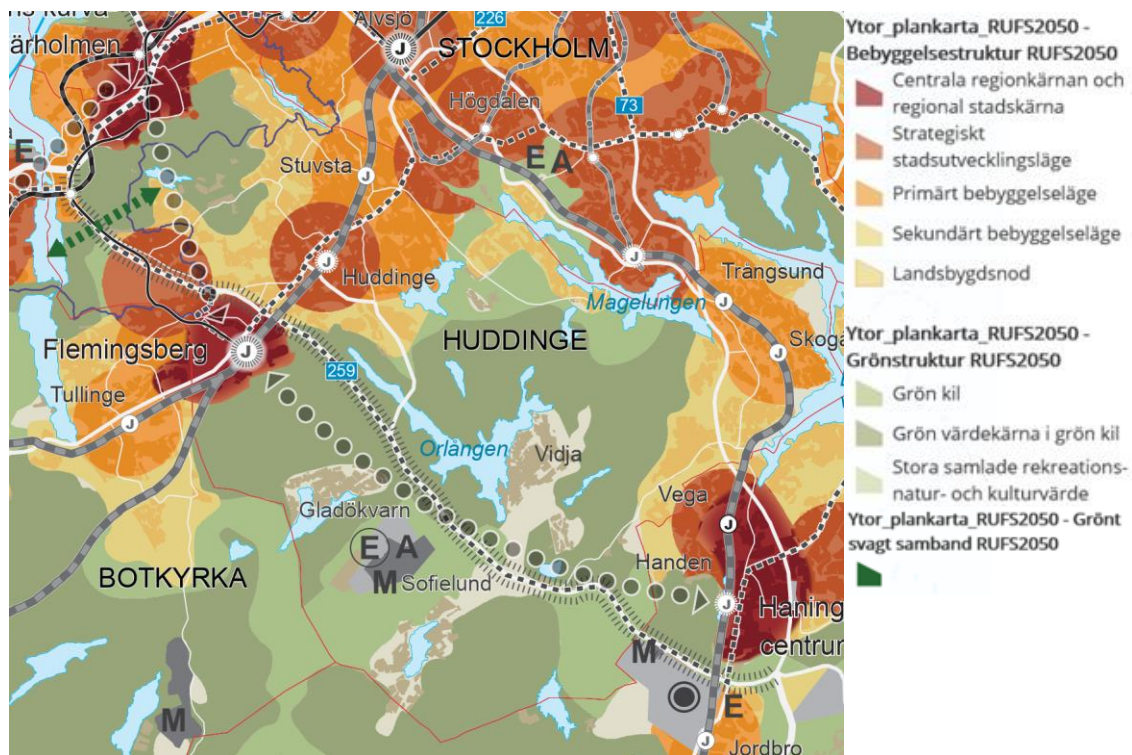 ns kurva
Älvsjö
226
STOCKHOLM
ärholmen
J
Högdalen
73
E
E A
Stuvsta
J
J
Huddinge
J
Trångsund
Magelungen
J
Flemingsberg
J
HUDDINGE
Skoga
J
259
Tullinge
J
Orlången
Vidja
Vega
J
Gladökvarn
E A
M Sofielund
Handen
J
BOTKYRKA
Haning
centrum
M
M
E
J
Jordbro
Ytor_plankarta_RUFS2050 -
Bebyggelsestruktur RUFS2050
Centrala regionkärnan och
regional stadskärna
Strategiskt
stadsutvecklingsläge
Primärt bebyggelseläge
Sekundärt bebyggelseläge
Landsbygdsnod
Ytor_plankarta_RUFS2050 -
Grönstruktur RUFS2050
Grön kil
Grön värdekärna i grön kil
Stora samlade rekreations-
natur- och kulturvärde
Ytor_plankarta_RUFS2050 - Grönt
svagt samband RUFS2050